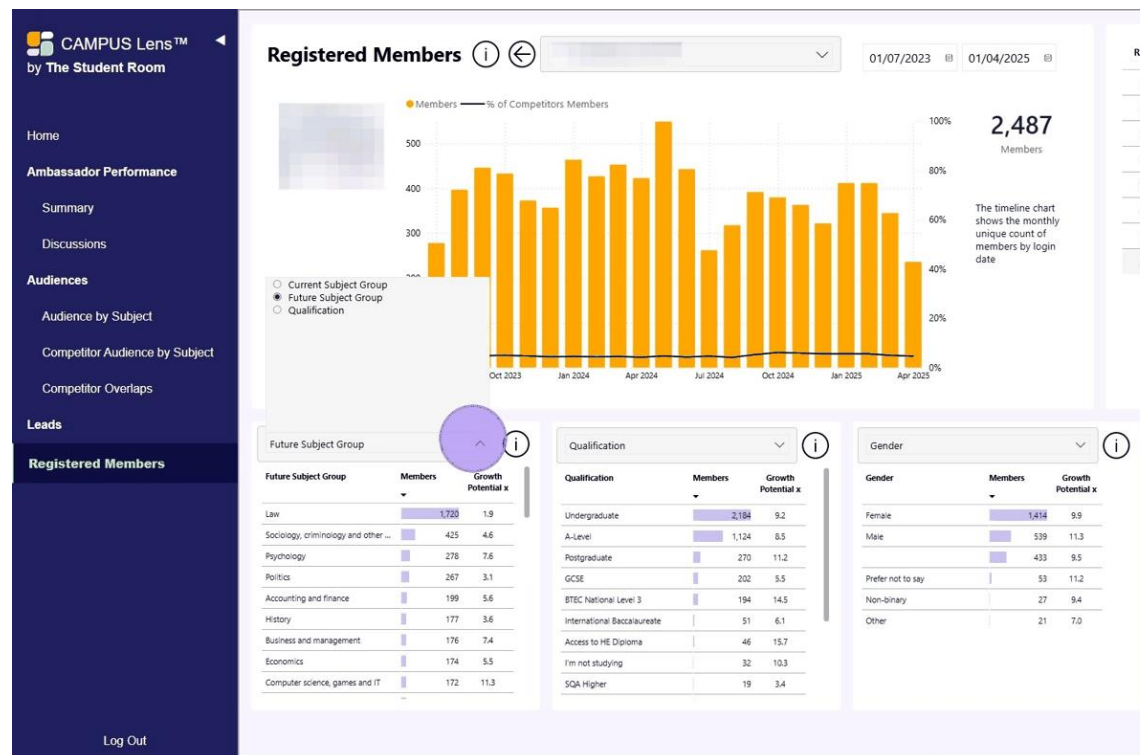 CAMPUS Lens™
by The Student Room
Home
Ambassador Performance
Summary
Discussions
Audiences
Audience by Subject
Competitor Audience by Subject
Competitor Overlaps
Leads
Registered Members
Log Out
Registered Members
01/07/2023
01/04/2025
R
Members
% of Competitors Members
500
400
300
100%
80%
60%
40%
20%
0%
Oct 2023
Jan 2024
Apr 2024
Jul 2024
Oct 2024
Jan 2025
Apr 2025
2,487
Members
The timeline chart
shows the monthly
unique count of
members by login
date
Current Subject Group
Future Subject Group
Qualification
Future Subject Group
Future Subject Group Members Growth
Potential x
Law 1,720 1.9
Sociology, criminology and other ... 425 4.6
Psychology 278 7.6
Politics 267 3.1
Accounting and finance 199 5.6
History 177 3.6
Business and management 176 7.4
Economics 174 5.5
Computer science, games and IT 172 11.3
Qualification
Qualification Members Growth
Potential x
Undergraduate 2,184 9.2
A-Level 1,124 8.5
Postgraduate 270 11.2
GCSE 202 5.5
BTEC National Level 3 194 14.5
International Baccalaureate 51 6.1
Access to HE Diploma 46 15.7
I'm not studying 32 10.3
SQA Higher 19 3.4
Gender
Gender Members Growth
Potential x
Female 1,414 9.9
Male 539 11.3
433 9.5
Prefer not to say 53 11.2
Non-binary 27 9.4
Other 21 7.0